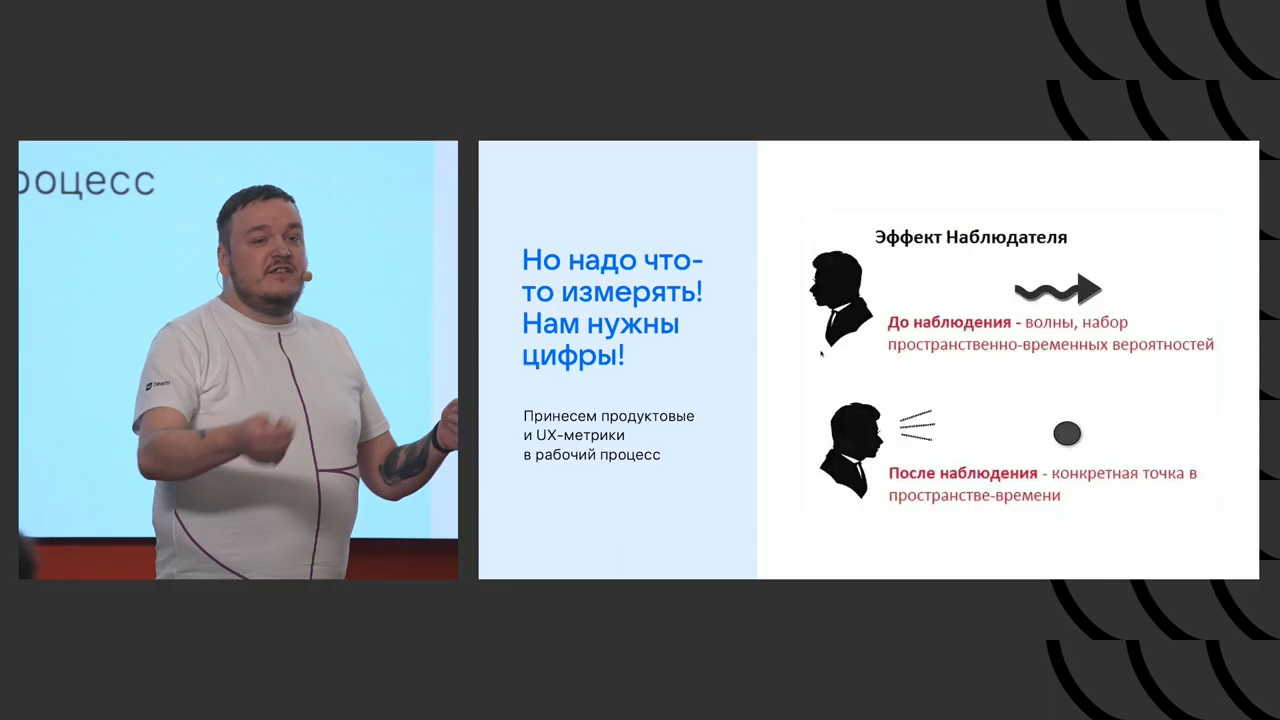 роцесс
team
Но надо что-
то измерять!
Нам нужны
цифры!
Принесем продуктовые
и UX-метрики
в рабочий процесс
Эффект Наблюдателя
До наблюдения - волны, набор
пространственно-временных вероятностей
После наблюдения - конкретная точка в
пространстве-времени